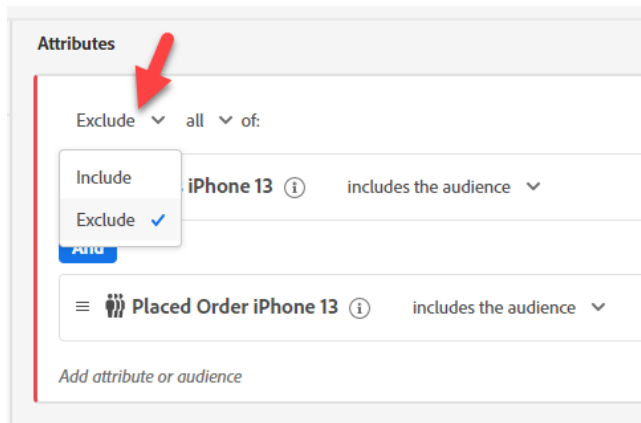 Attributes
Exclude all of:
Include
iPhone 13 includes the audience
Exclude
And
Placed Order iPhone 13 includes the audience
Add attribute or audience